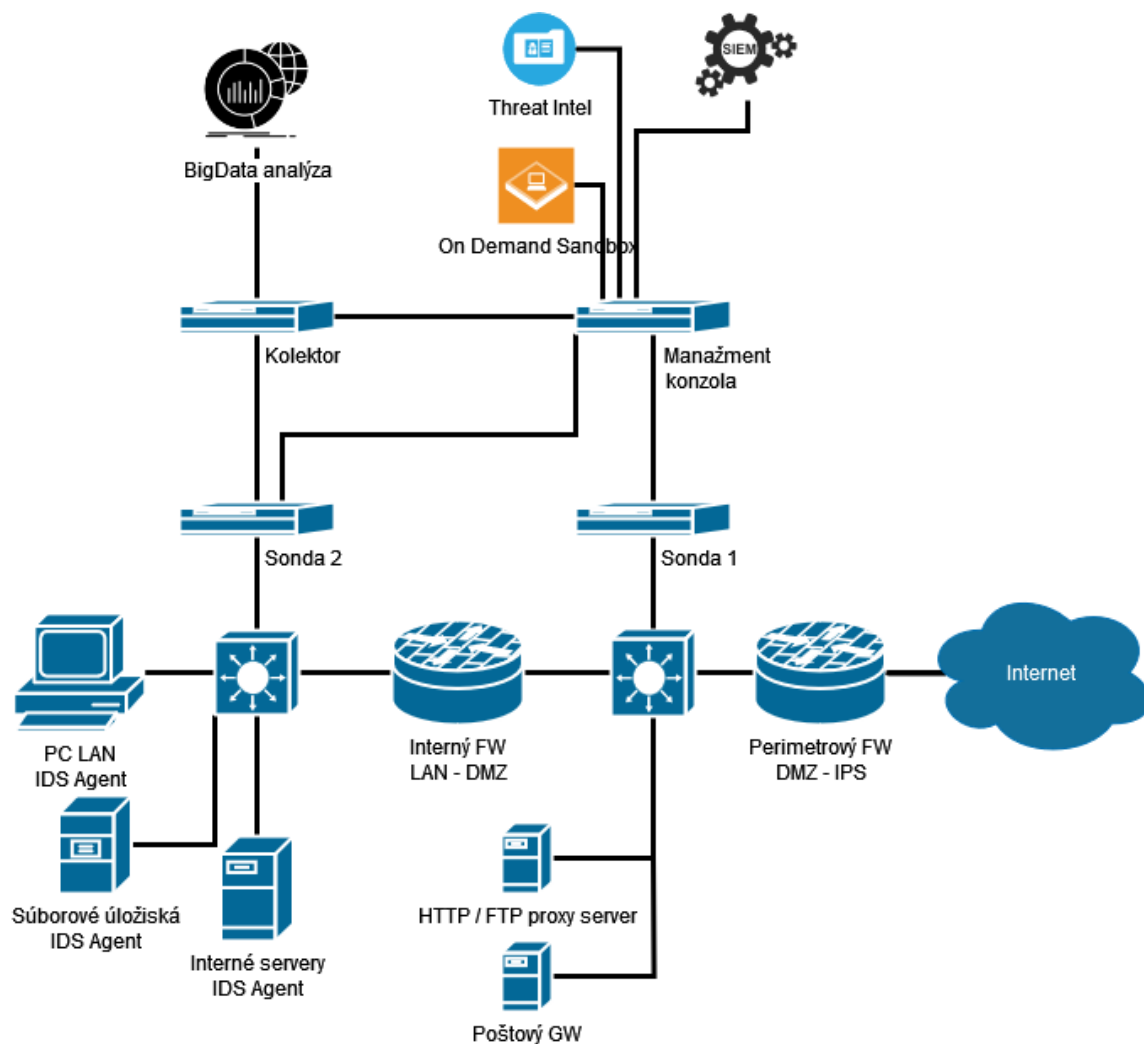 SIEM
Threat Intel
BigData analýza
On Demand Sandbox
Kolektor
Manažment
konzola
Sonda 2
Sonda 1
Internet
PC LAN
IDS Agent
Interný FW
LAN - DMZ
Perimetrový FW
DMZ - IPS
Súborové úložiská
IDS Agent
HTTP / FTP proxy server
Interné servery
IDS Agent
Poštový GW